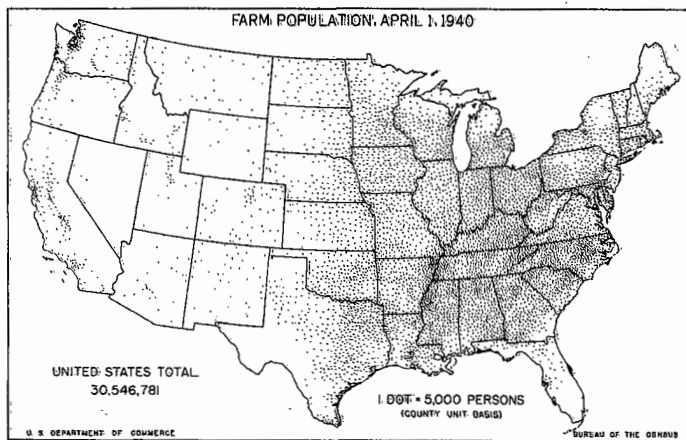 FARM POPULATION, APRIL 1, 1940
UNITED STATES TOTAL
30,546,781
1 DOT = 5,000 PERSONS
(COUNTY UNIT BASIS)
U. S. DEPARTMENT OF COMMERCE
BUREAU OF THE CENSUS